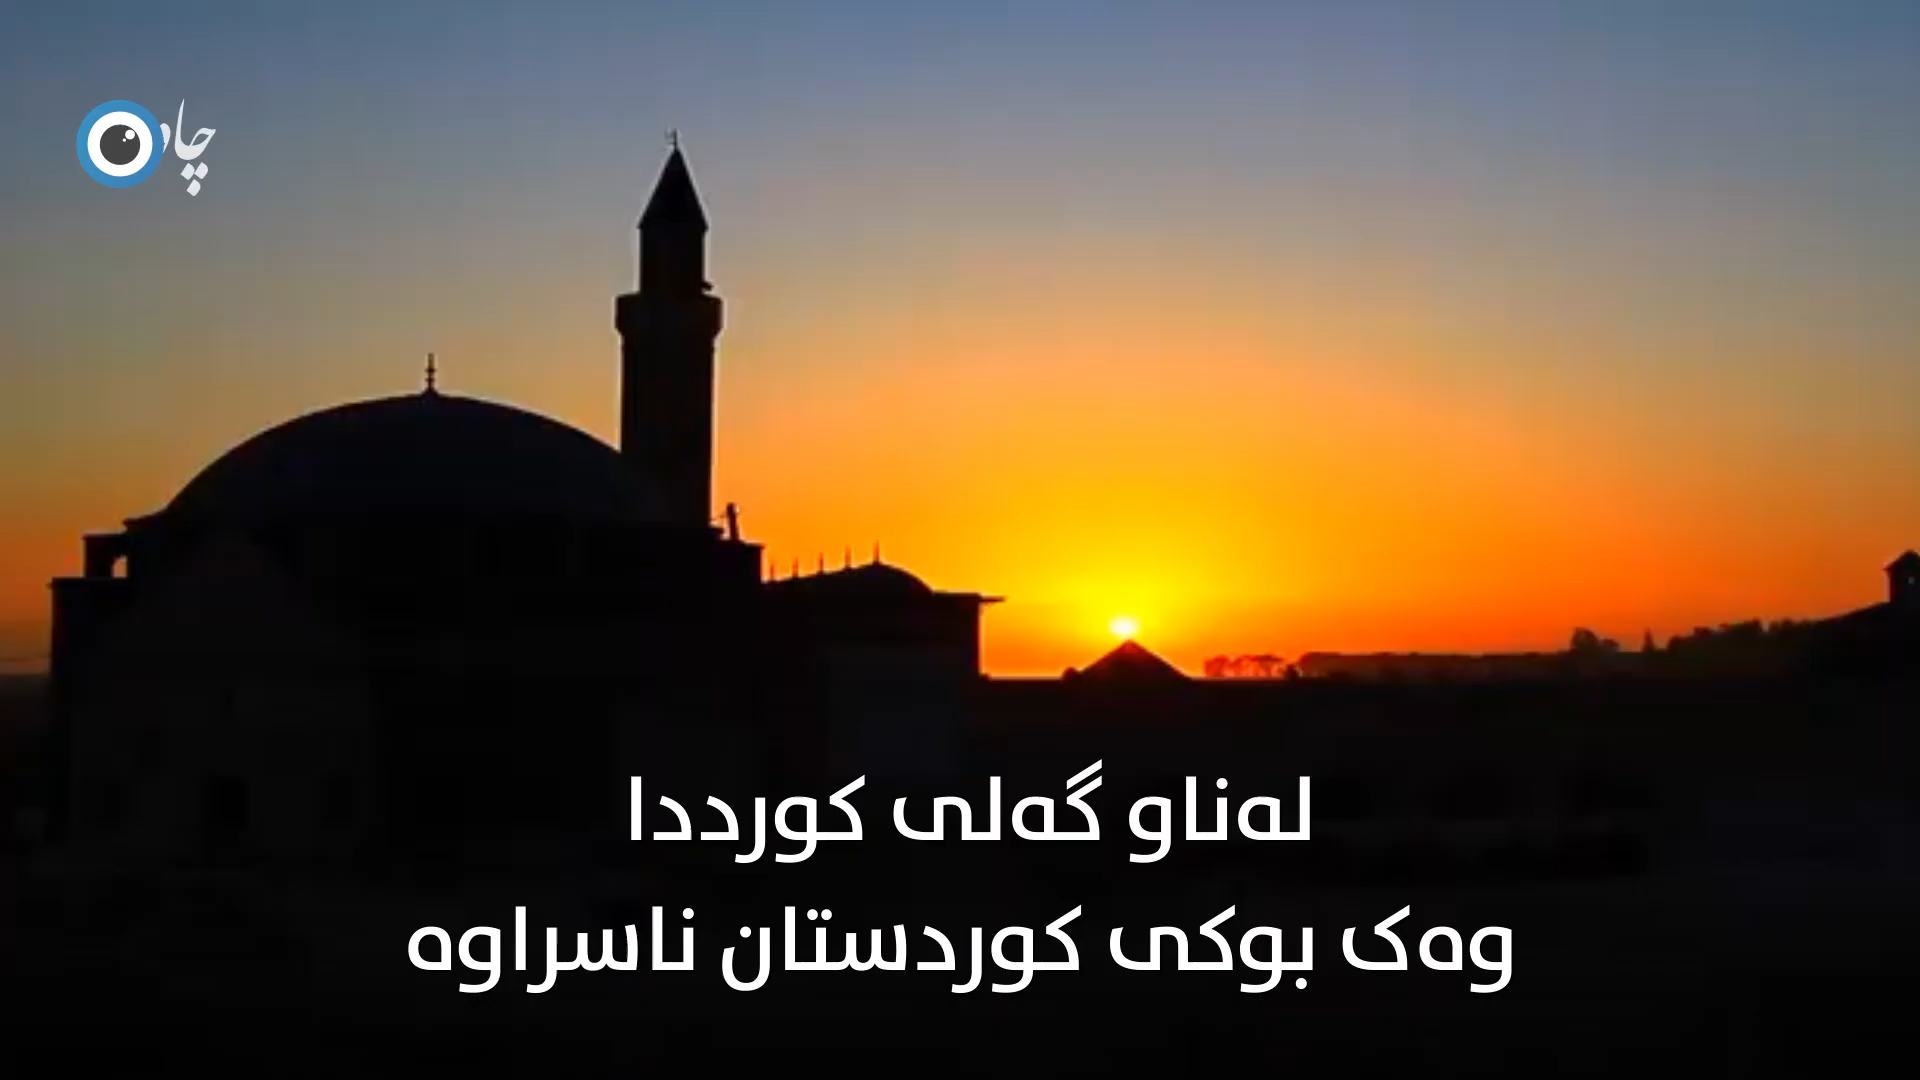 چاو
لەناو گەلی کورددا
وەک بوکی کوردستان ناسراوە